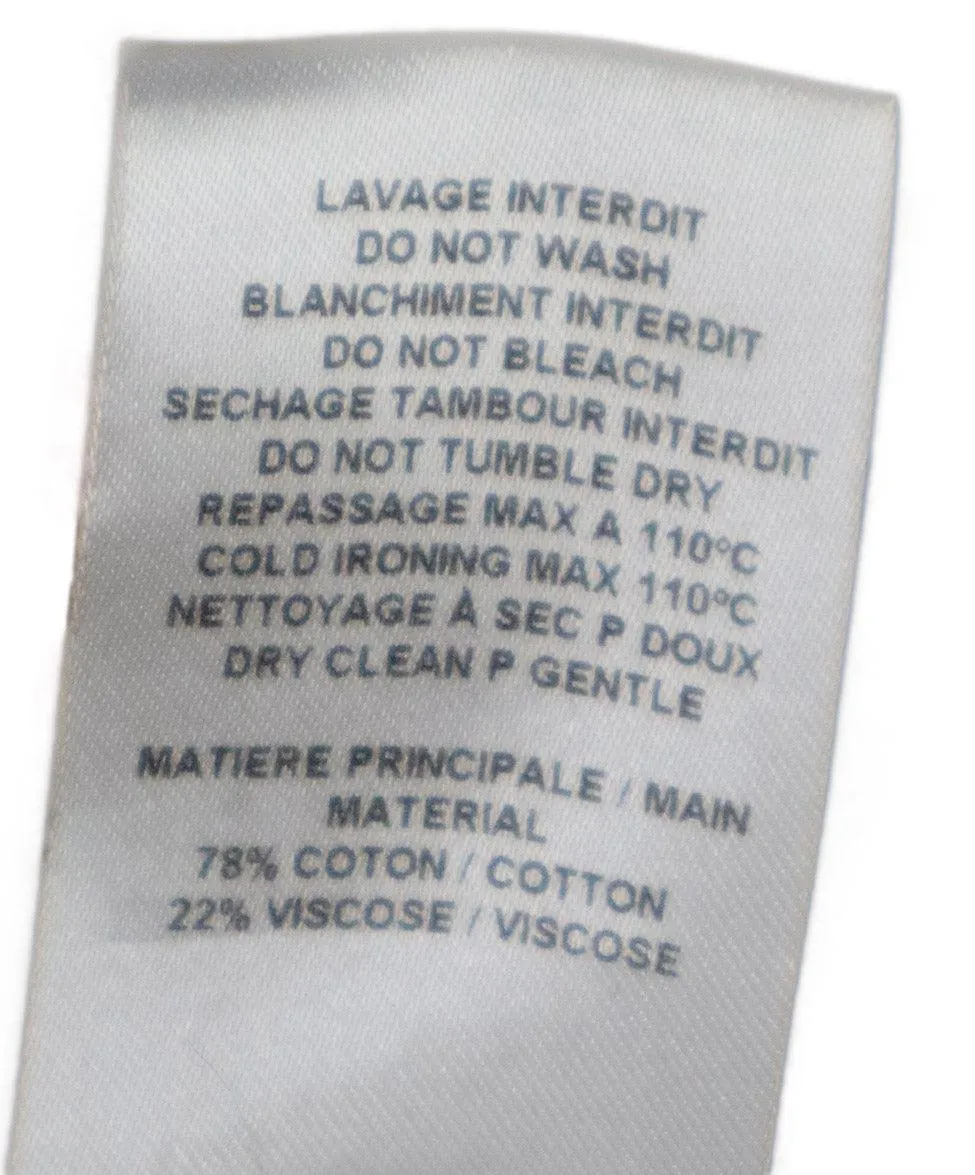 LAVAGE INTERDIT
DO NOT WASH
BLANCHIMENT INTERDIT
DO NOT BLEACH
SECHAGE TAMBOUR INTERDIT
DO NOT TUMBLE DRY
REPASSAGE MAX A 110°C
COLD IRONING MAX 110°C
NETTOYAGE À SEC P DOUX
DRY CLEAN P GENTLE
MATIERE PRINCIPALE / MAIN
MATERIAL
78% COTON / COTTON
22% VISCOSE / VISCOSE